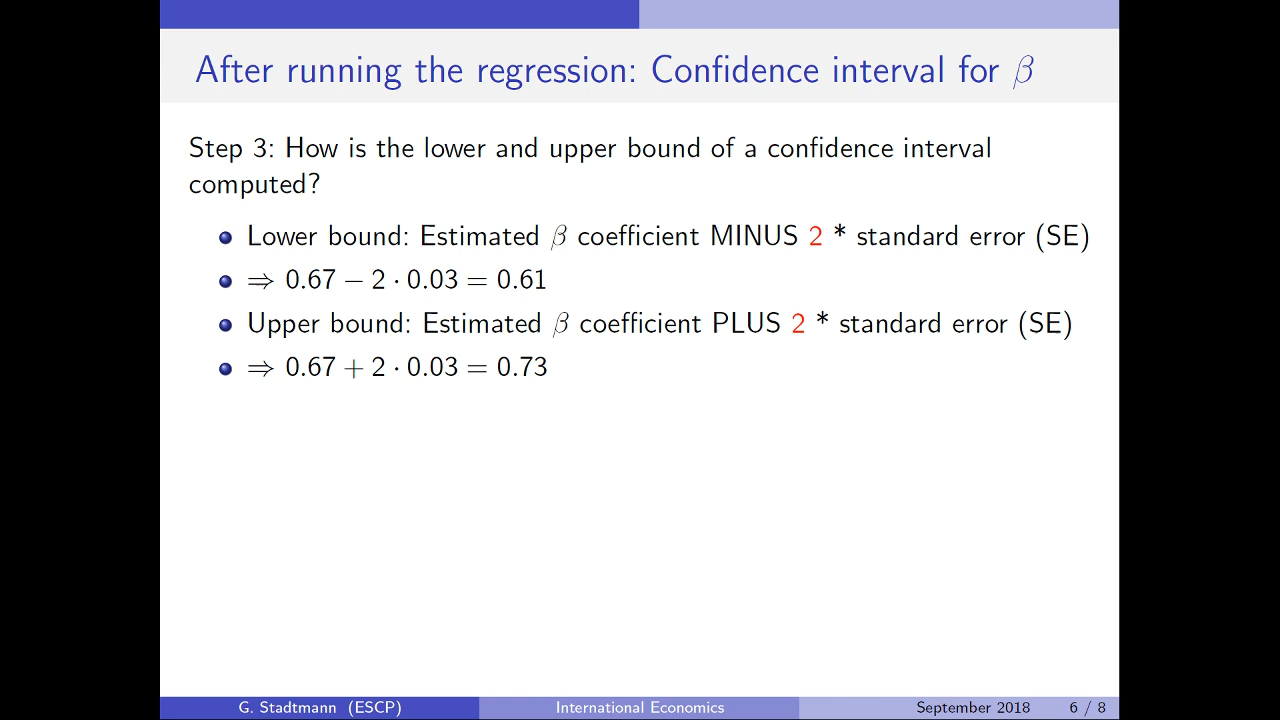 After running the regression: Confidence interval for β
Step 3: How is the lower and upper bound of a confidence interval
computed?
Lower bound: Estimated β coefficient MINUS 2 * standard error (SE)
⇒ 0.67 − 2 · 0.03 = 0.61
Upper bound: Estimated β coefficient PLUS 2 * standard error (SE)
⇒ 0.67 + 2 · 0.03 = 0.73
G. Stadtmann (ESCP) International Economics September 2018 6 / 8